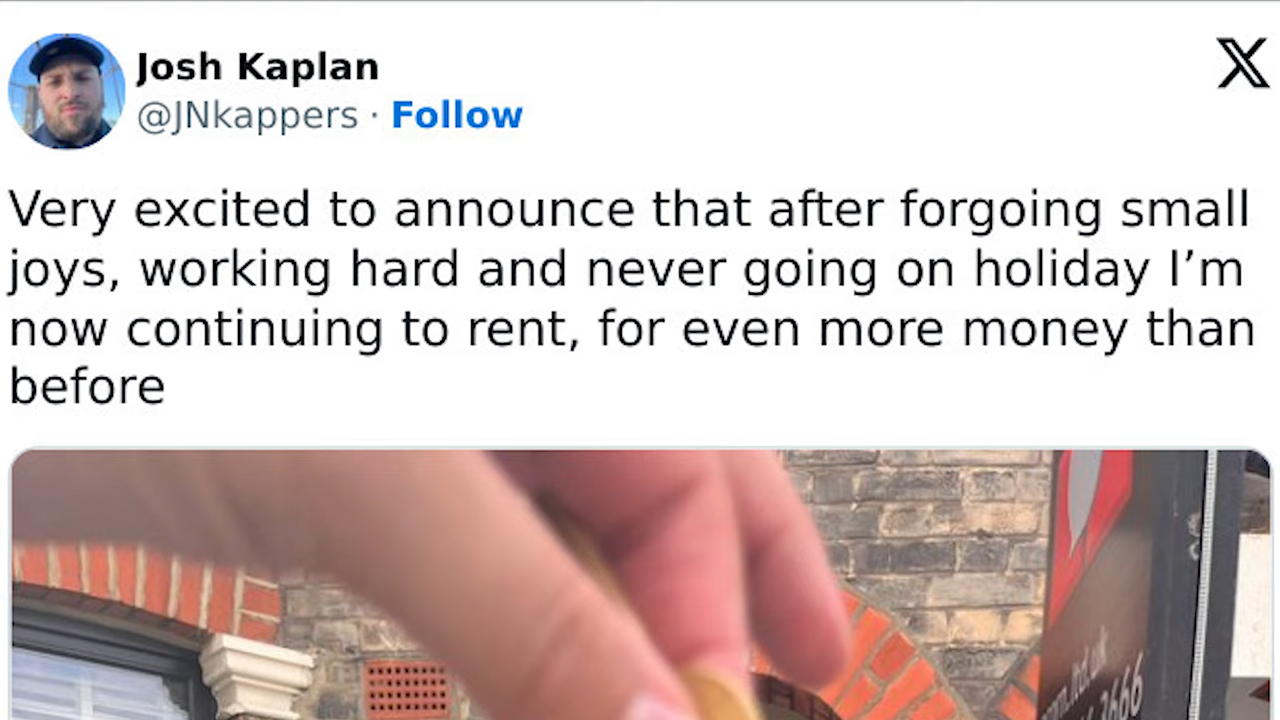 Josh Kaplan
@JNkappers · Follow
Very excited to announce that after forgoing small
joys, working hard and never going on holiday I’m
now continuing to rent, for even more money than
before
3666